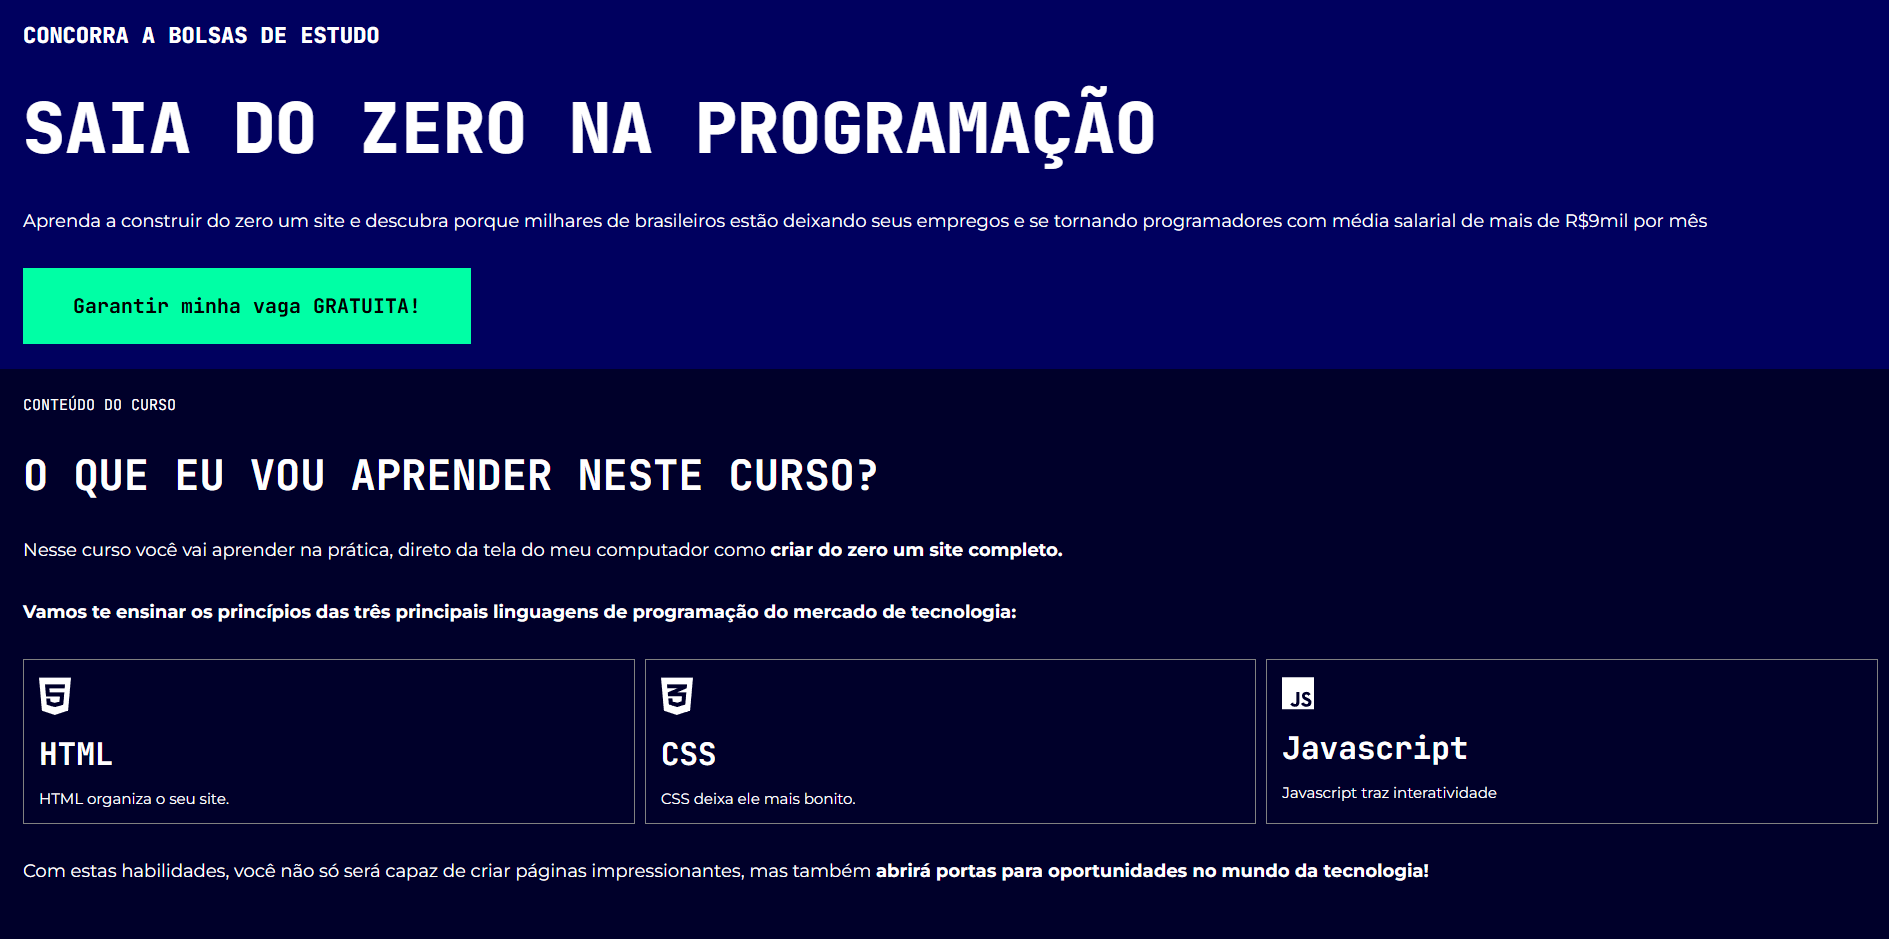 CONCORRA A BOLSAS DE ESTUDO
SAIA DO ZERO NA PROGRAMAÇÃO
Aprenda a construir do zero um site e descubra porque milhares de brasileiros estão deixando seus empregos e se tornando programadores com média salarial de mais de R$9mil por mês
Garantir minha vaga GRATUITA!
CONTEÚDO DO CURSO
O QUE EU VOU APRENDER NESTE CURSO?
Nesse curso você vai aprender na prática, direto da tela do meu computador como criar do zero um site completo.
Vamos te ensinar os princípios das três principais linguagens de programação do mercado de tecnologia:
5
HTML
HTML organiza o seu site.
3
CSS
CSS deixa ele mais bonito.
JS
Javascript
Javascript traz interatividade
Com estas habilidades, você não só será capaz de criar páginas impressionantes, mas também abrirá portas para oportunidades no mundo da tecnologia!